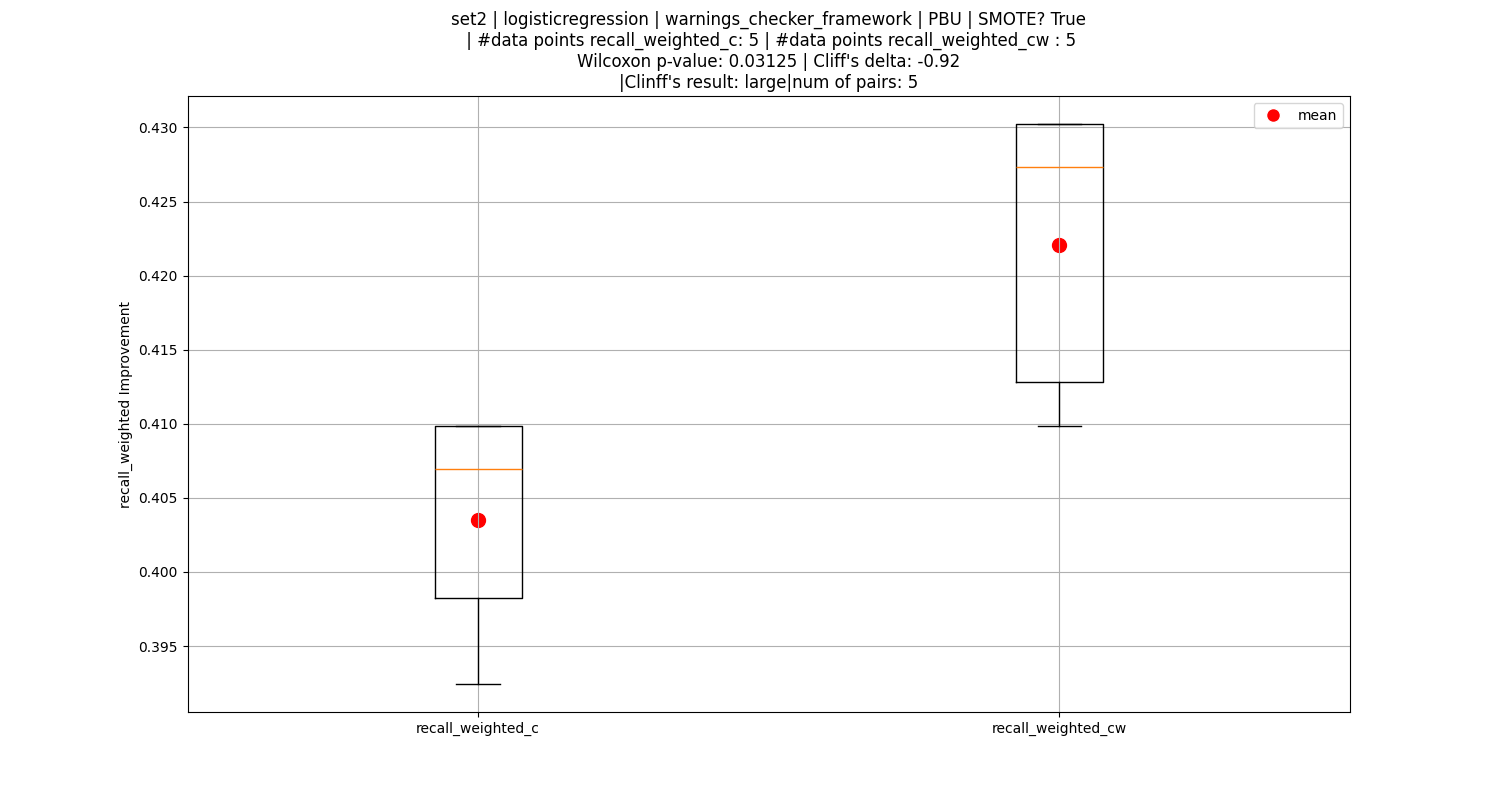 set2 | logisticregression | warnings_checker_framework | PBU | SMOTE? True
| #data points recall_weighted_c: 5 | #data points recall_weighted_cw : 5
Wilcoxon p-value: 0.03125 | Cliff's delta: -0.92
|Clinff's result: large|num of pairs: 5
mean
0.430
0.425
0.420
0.415
0.410
0.405
0.400
0.395
recall_weighted Improvement
recall_weighted_c
recall_weighted_cw